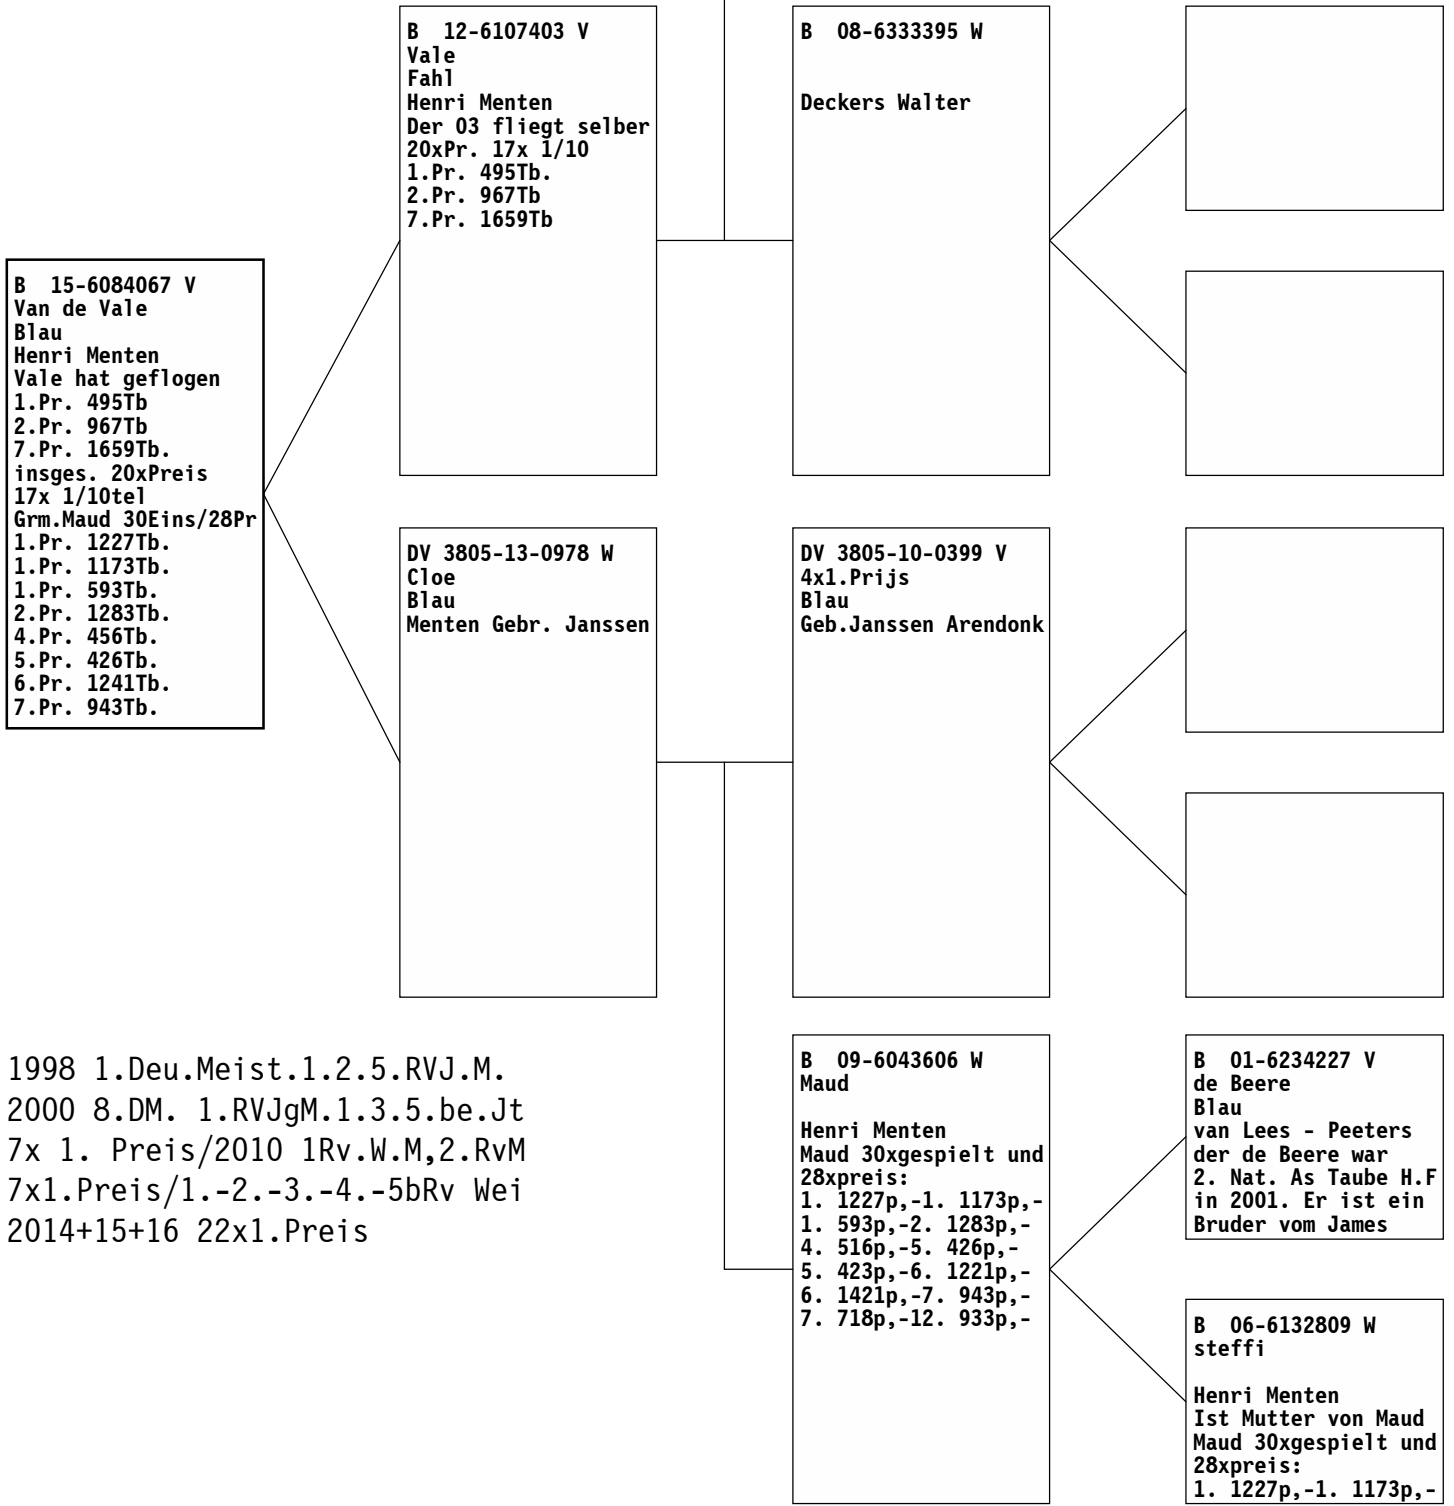 B  12-6107403 V
Vale
Fahl
Henri Menten
Der 03 fliegt selber
20xPr. 17x 1/10
1.Pr. 495Tb.
2.Pr. 967Tb
7.Pr. 1659Tb
B  08-6333395 W
Deckers Walter
B  15-6084067 V
Van de Vale
Blau
Henri Menten
Vale hat geflogen
1.Pr. 495Tb
2.Pr. 967Tb
7.Pr. 1659Tb.
insges. 20xPreis
17x 1/10tel
Grm.Maud 30Eins/28Pr
1.Pr. 1227Tb.
1.Pr. 1173Tb.
1.Pr. 593Tb.
2.Pr. 1283Tb.
4.Pr. 456Tb.
5.Pr. 426Tb.
6.Pr. 1241Tb.
7.Pr. 943Tb.
DV 3805-13-0978 W
Cloe
Blau
Menten Gebr. Janssen
DV 3805-10-0399 V
4x1.Prijs
Blau
Geb.Janssen Arendonk
1998 1.Deu.Meist.1.2.5.RVJ.M.
2000 8.DM. 1.RVJgM.1.3.5.be.Jt
7x 1. Preis/2010 1Rv.W.M,2.RvM
7x1.Preis/1.-2.-3.-4.-5bRv Wei
2014+15+16 22x1.Preis
B  09-6043606 W
Maud
Henri Menten
Maud 30xgespielt und
28xpreis:
1. 1227p,-1. 1173p,-
1. 593p,-2. 1283p,-
4. 516p,-5. 426p,-
5. 423p,-6. 1221p,-
6. 1421p,-7. 943p,-
7. 718p,-12. 933p,-
B  01-6234227 V
de Beere
Blau
van Lees - Peeters
der de Beere war
2. Nat. As Taube H.F
in 2001. Er ist ein
Bruder vom James
B  06-6132809 W
steffi
Henri Menten
Ist Mutter von Maud
Maud 30xgespielt und
28xpreis:
1. 1227p,-1. 1173p,-